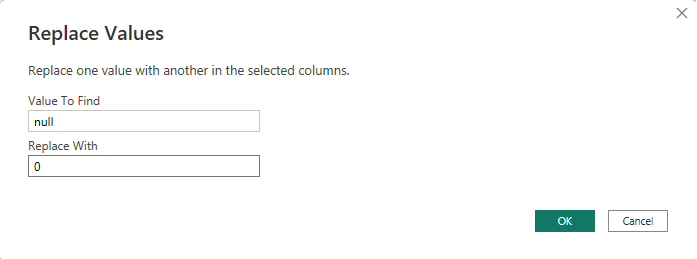 Replace Values
Replace one value with another in the selected columns.
Value To Find
null
Replace With
0
OK Cancel